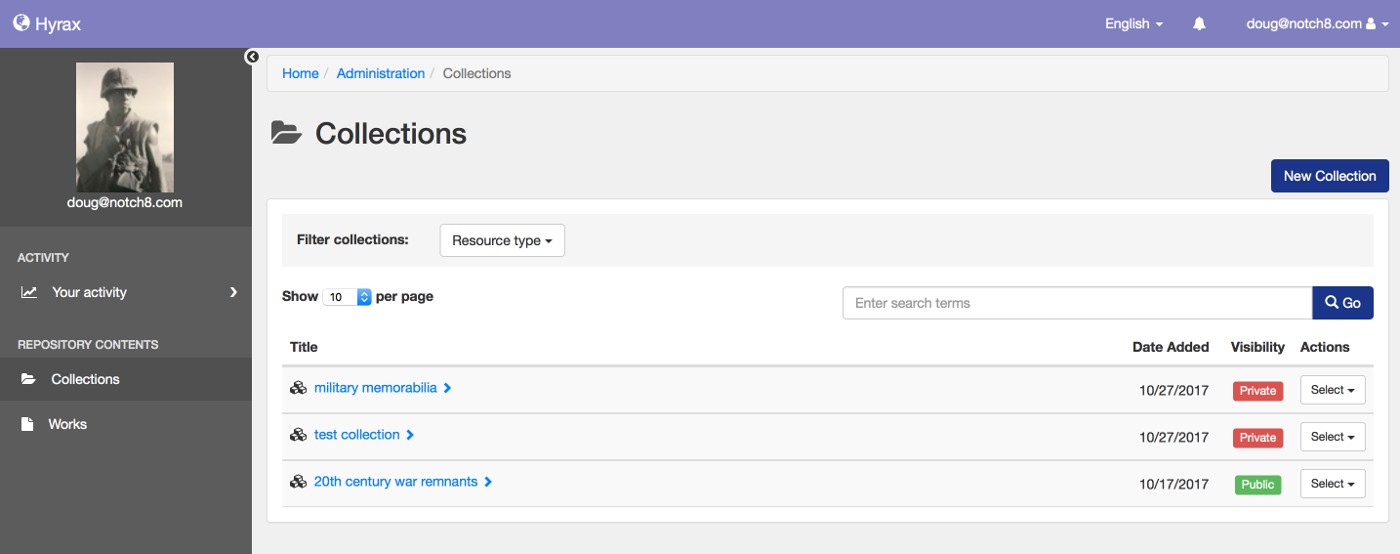 Hyrax
English
doug@notch8.com
doug@notch8.com
ACTIVITY
Your activity
REPOSITORY CONTENTS
Collections
Works
Home / Administration / Collections
Collections
New Collection
Filter collections: Resource type
Show 10 per page
Enter search terms Go
Title Date Added Visibility Actions
military memorabilia 10/27/2017 Private Select
test collection 10/27/2017 Private Select
20th century war remnants 10/17/2017 Public Select